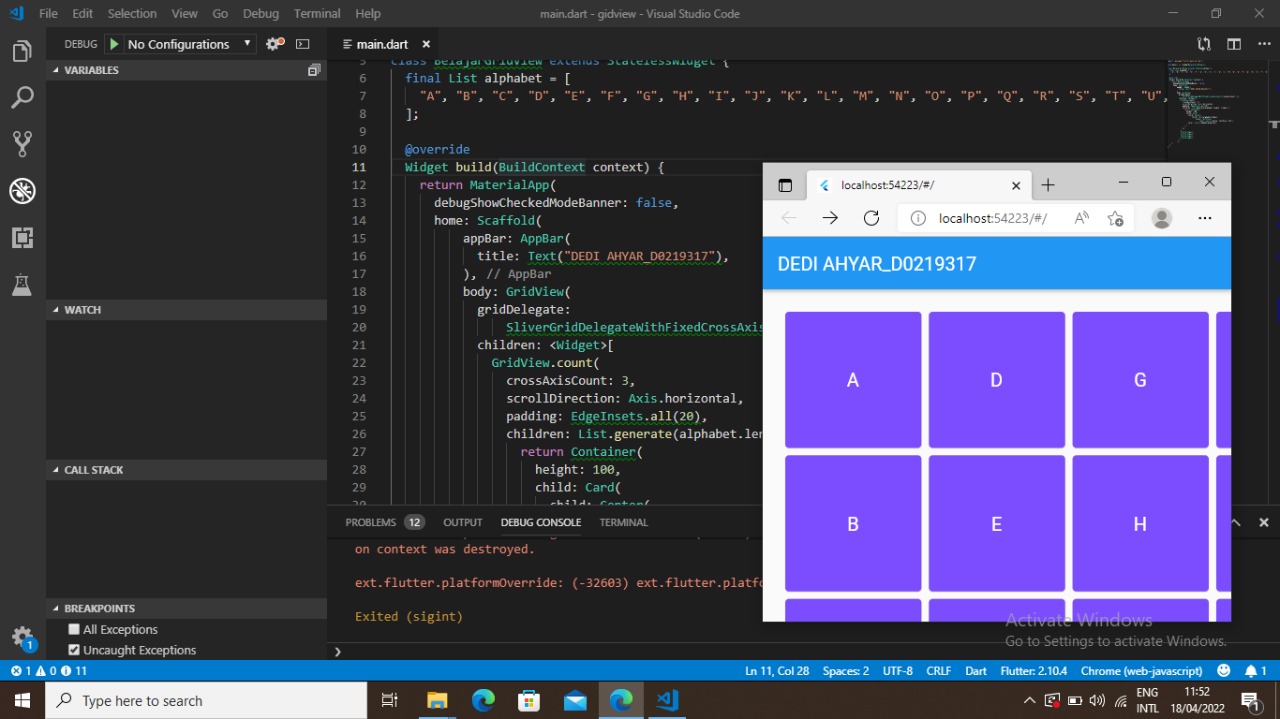 File Edit Selection View Go Debug Terminal Help main.dart - gidview - Visual Studio Code
DEBUG No Configurations
VARIABLES
WATCH
CALL STACK
BREAKPOINTS
All Exceptions
Uncaught Exceptions
main.dart
class BelajarGridView extends StatelessWidget {
6 final List alphabet = [
7 "A", "B", "C", "D", "E", "F", "G", "H", "I", "J", "K", "L", "M", "N", "O", "P", "Q", "R", "S", "T", "U",
8 ];
9
10 @override
11 Widget build(BuildContext context) {
12 return MaterialApp(
13 debugShowCheckedModeBanner: false,
14 home: Scaffold(
15 appBar: AppBar(
16 title: Text("DEDI AHYAR_D0219317"),
17 ), // AppBar
18 body: GridView(
19 gridDelegate:
20 SliverGridDelegateWithFixedCrossAxis
21 children: <Widget>[
22 GridView.count(
23 crossAxisCount: 3,
24 scrollDirection: Axis.horizontal,
25 padding: EdgeInsets.all(20),
26 children: List.generate(alphabet.len
27 return Container(
28 height: 100,
29 child: Card(
child: Center(
PROBLEMS 12 OUTPUT DEBUG CONSOLE TERMINAL
on context was destroyed.
ext.flutter.platformOverride: (-32603) ext.flutter.platfo
Exited (sigint)
localhost:54223/#/
localhost:54223/#/
DEDI AHYAR_D0219317
A D G
B E H
Activate Windows
Go to Settings to activate Windows.
1 0 11 Ln 11, Col 28 Spaces: 2 UTF-8 CRLF Dart Flutter: 2.10.4 Chrome (web-javascript) 1
Type here to search
ENG
INTL
11:52
18/04/2022
1